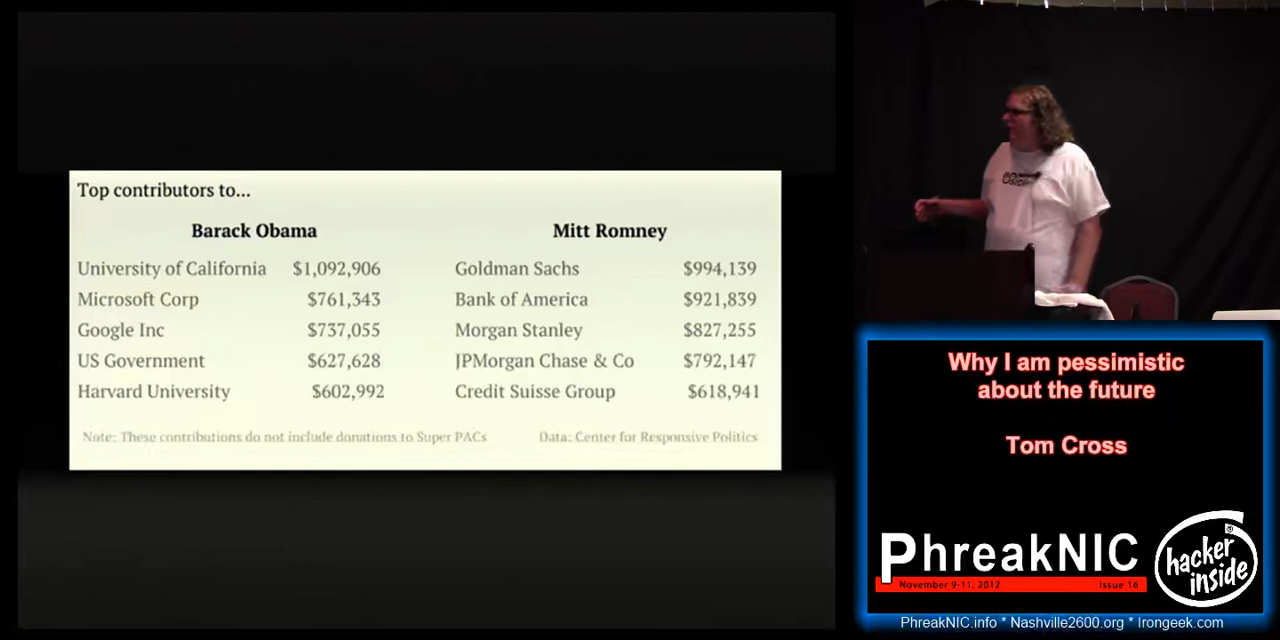 Top contributors to...
Barack Obama Mitt Romney
University of California $1,092,906 Goldman Sachs $994,139
Microsoft Corp $761,343 Bank of America $921,839
Google Inc $737,055 Morgan Stanley $827,255
US Government $627,628 JPMorgan Chase & Co $792,147
Harvard University $602,992 Credit Suisse Group $618,941
Note: These contributions do not include donations to Super PACs Data: Center for Responsive Politics
Why I am pessimistic
about the future
Tom Cross
PhreakNIC
November 9-11, 2012 Issue 16
hacker
inside
PhreakNIC.info * Nashville2600.org * Irongeek.com